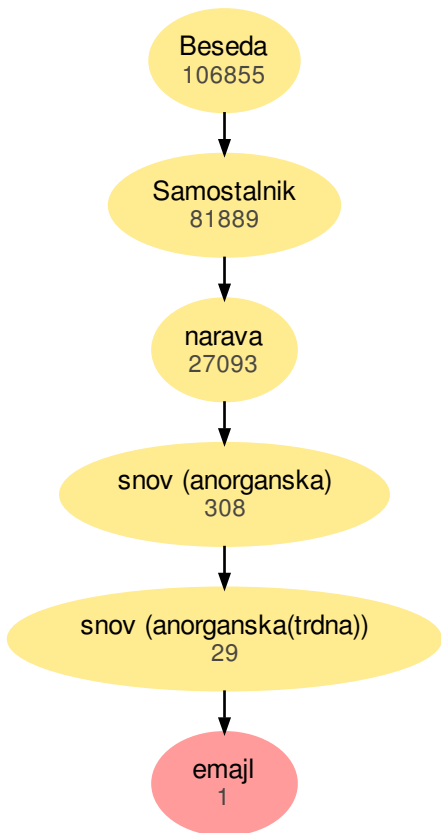 Beseda
106855
Samostalnik
81889
narava
27093
snov (anorganska)
308
snov (anorganska(trdna))
29
emajl
1